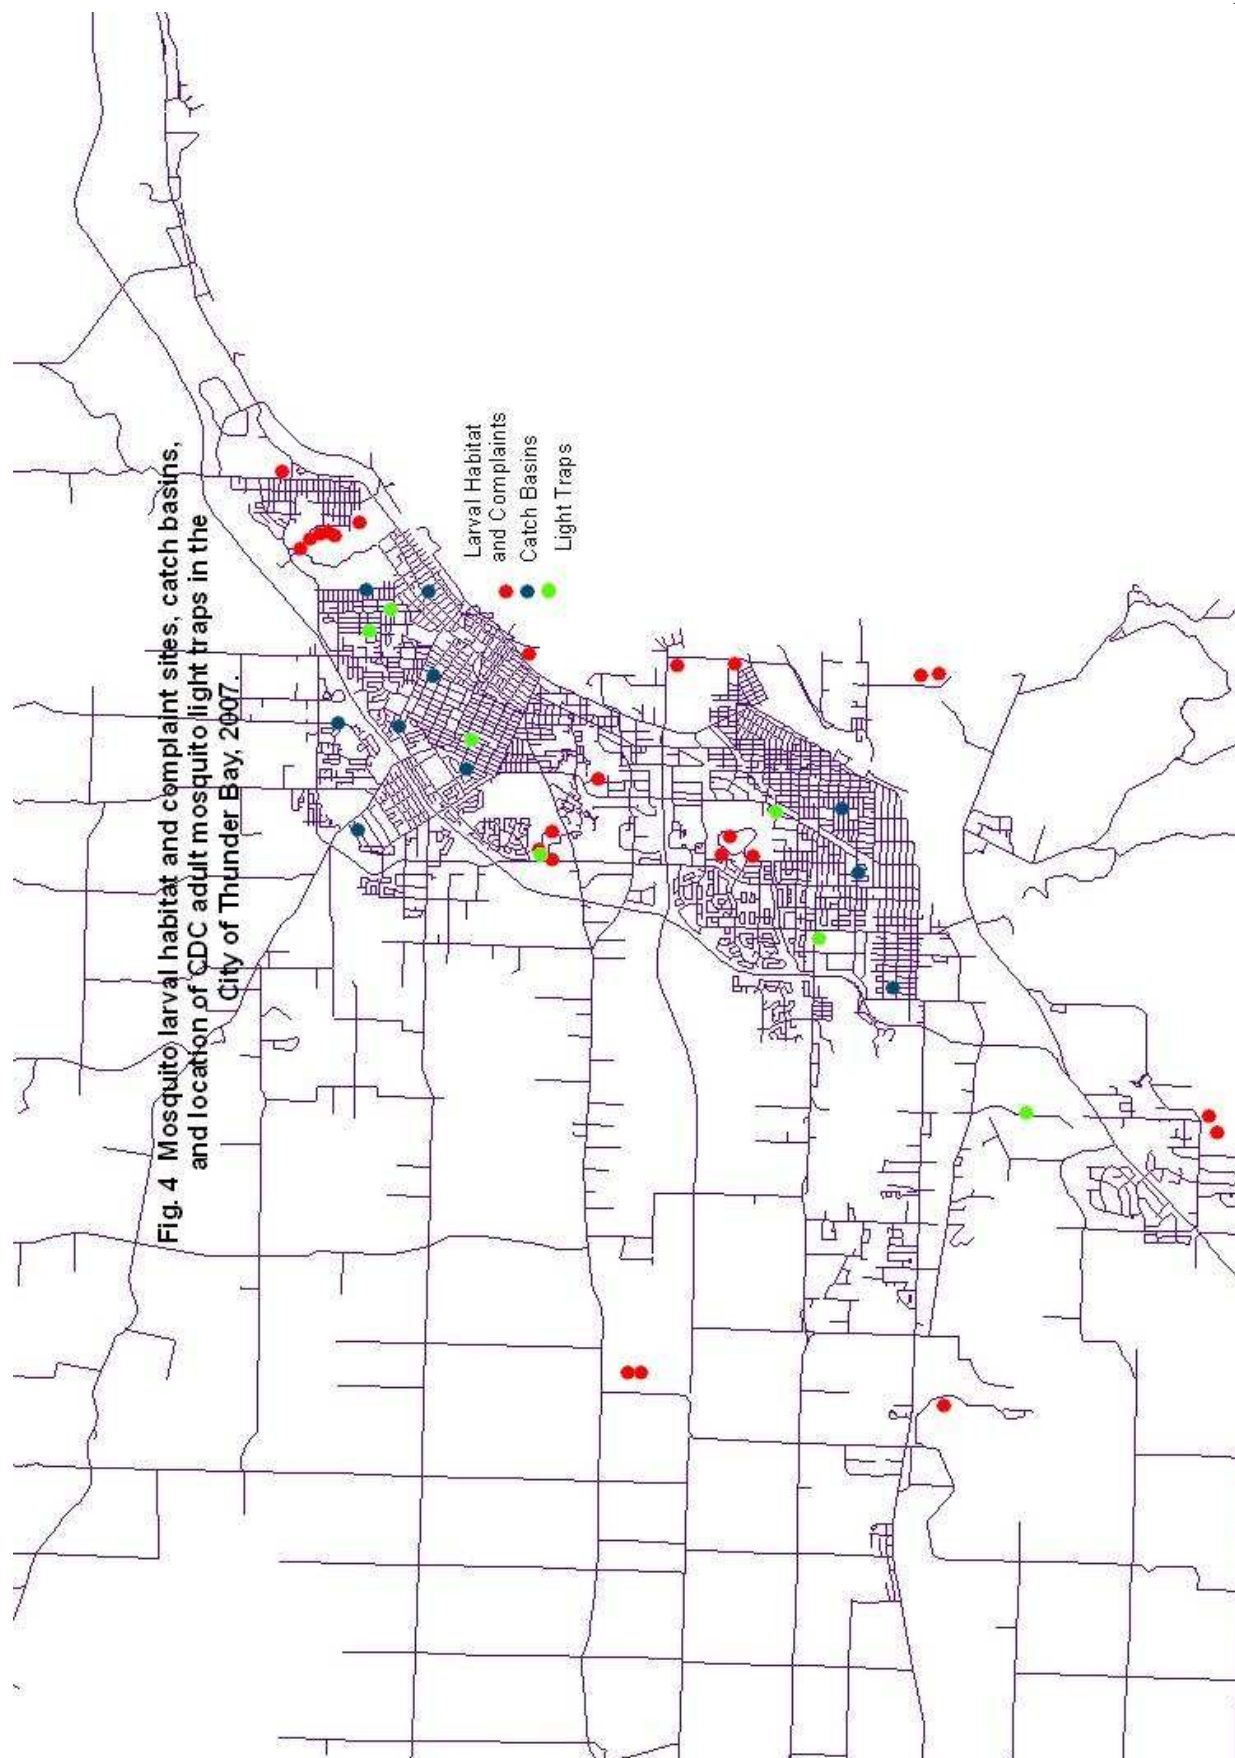 Fig. 4 Mosquito larval habitat and complaint sites, catch basins,
and location of CDC adult mosquito light traps in the
City of Thunder Bay, 2007.
Larval Habitat
and Complaints
Catch Basins
Light Traps